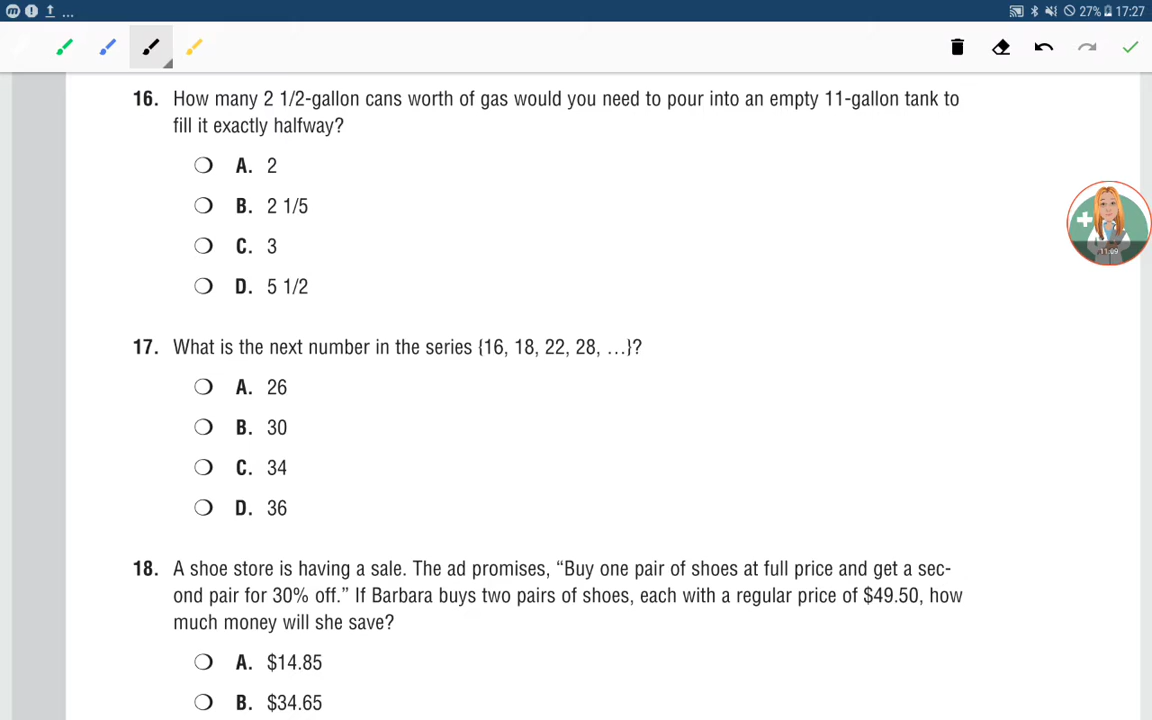 ... 27% 17:27
16. How many 2 1/2-gallon cans worth of gas would you need to pour into an empty 11-gallon tank to
fill it exactly halfway?
A. 2
B. 2 1/5
C. 3
D. 5 1/2
11:09
17. What is the next number in the series {16, 18, 22, 28, …}?
A. 26
B. 30
C. 34
D. 36
18. A shoe store is having a sale. The ad promises, “Buy one pair of shoes at full price and get a sec-
ond pair for 30% off.” If Barbara buys two pairs of shoes, each with a regular price of $49.50, how
much money will she save?
A. $14.85
B. $34.65